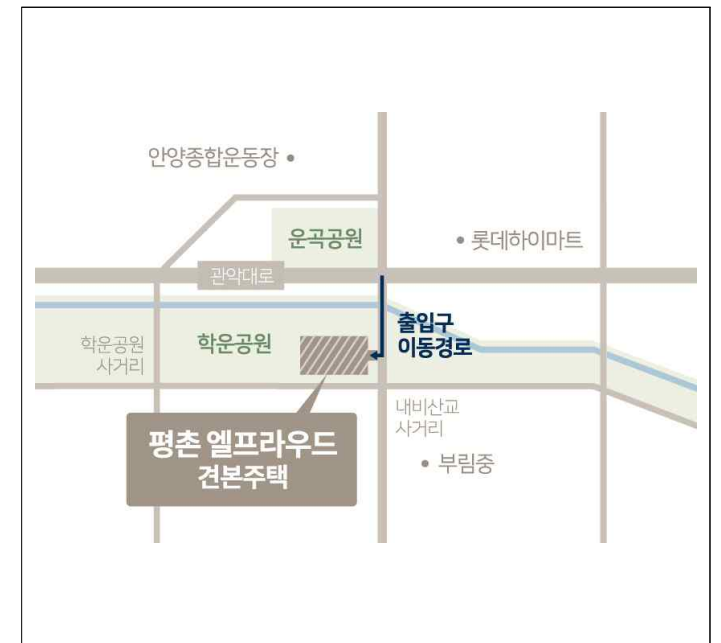 안양종합운동장
운곡공원
롯데하이마트
관악대로
출입구
이동경로
학운공원
사거리
학운공원
내비산교
사거리
평촌 엘프라우드
견본주택
부림중